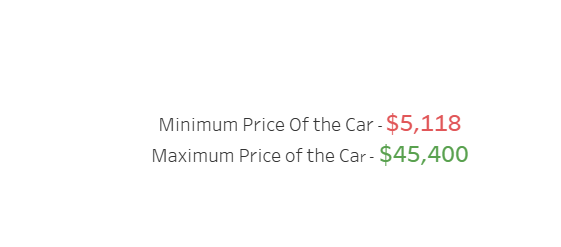 Minimum Price Of the Car - $5,118
Maximum Price of the Car - $45,400